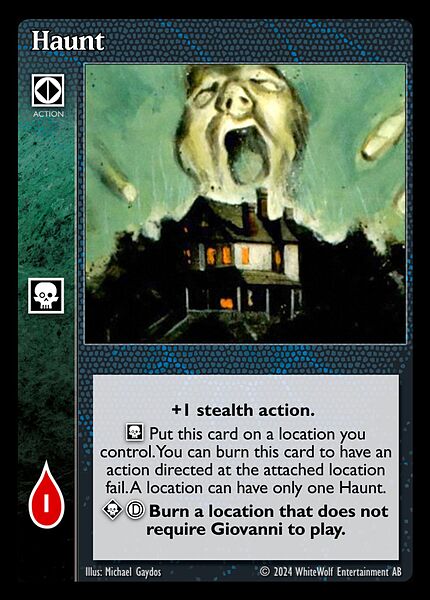 Haunt
ACTION
+1 stealth action.
Put this card on a location you
control.You can burn this card to have an
action directed at the attached location
fail.A location can have only one Haunt.
D Burn a location that does not
require Giovanni to play.
1
Illus: Michael Gaydos © 2024 WhiteWolf Entertainment AB